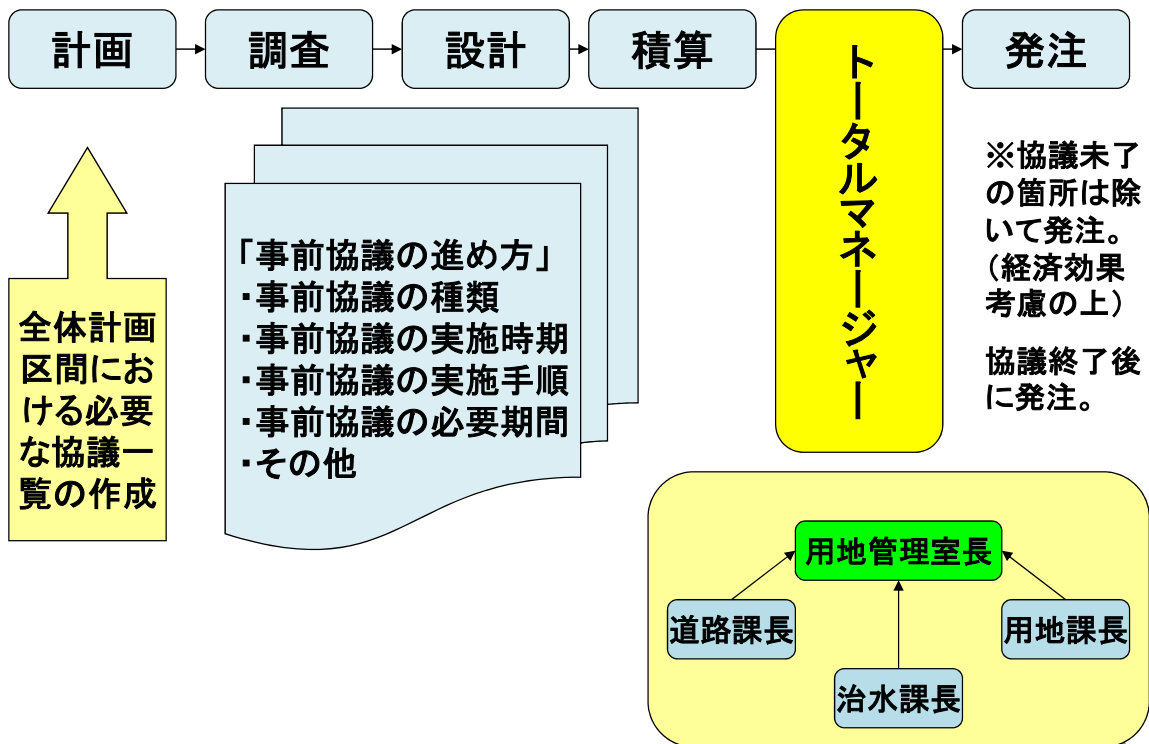 計画
調査
設計
積算
トータルマネージャー
発注
※協議未了
の箇所は除
いて発注。
（経済効果
考慮の上）
協議終了後
に発注。
「事前協議の進め方」
・事前協議の種類
・事前協議の実施時期
・事前協議の実施手順
・事前協議の必要期間
・その他
全体計画
区間にお
ける必要
な協議一
覧の作成
用地管理室長
道路課長
用地課長
治水課長